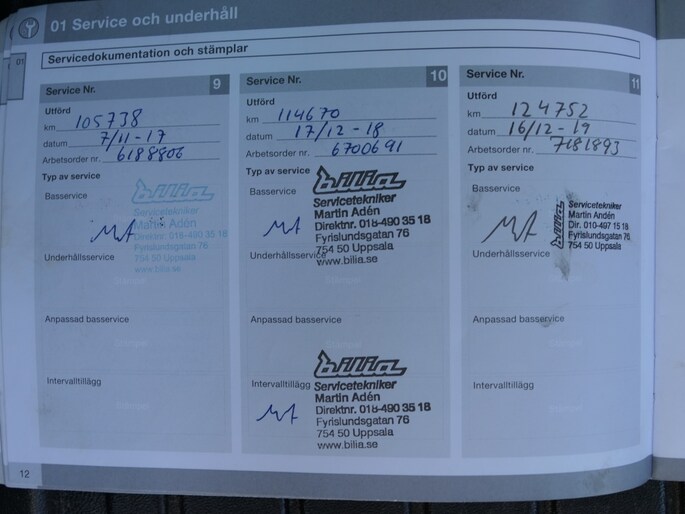 01 Service och underhåll
01
Servicedokumentation och stämplar
Service Nr. 9
Utförd
km 105738
datum 7/11-17
Arbetsorder nr. 6188806
Typ av service
Basservice
bilia
Servicetekniker
Martin Adén
Direktnr. 018-490 35 18
Fyrislundsgatan 76
754 50 Uppsala
www.bilia.se
Underhållsservice
Anpassad basservice
Intervalltillägg
Service Nr. 10
Utförd
km 114670
datum 17/12-18
Arbetsorder nr. 6700691
Typ av service
Basservice
bilia
Servicetekniker
Martin Adén
Direktnr. 018-490 35 18
Fyrislundsgatan 76
754 50 Uppsala
www.bilia.se
Underhållsservice
Anpassad basservice
Intervalltillägg
bilia
Servicetekniker
Martin Adén
Direktnr. 018-490 35 18
Fyrislundsgatan 76
754 50 Uppsala
www.bilia.se
Service Nr. 11
Utförd
km 124752
datum 16/12-19
Arbetsorder nr. 7181893
Typ av service
Basservice
bilia
Servicetekniker
Martin Andén
Dir. 010-497 15 18
Fyrislundsgatan 76
754 50 Uppsala
Underhållsservice
Anpassad basservice
Intervalltillägg
12